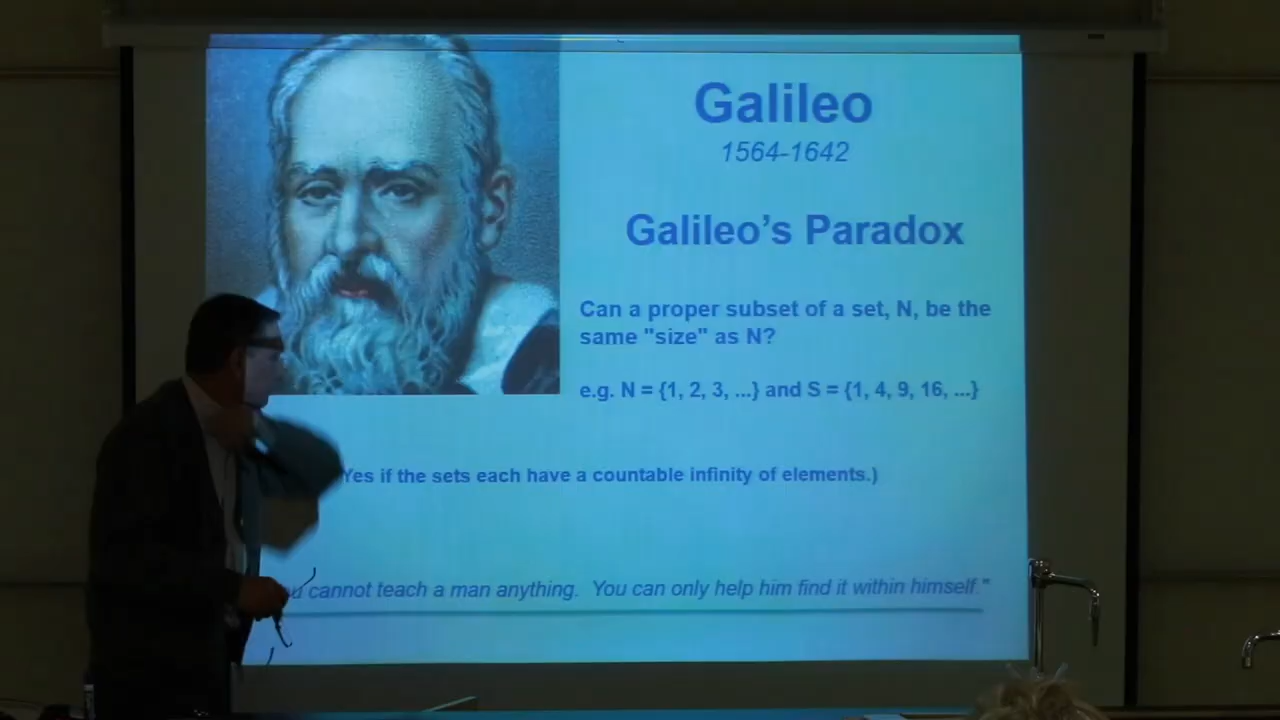 Galileo
1564-1642
Galileo's Paradox
Can a proper subset of a set, N, be the
same "size" as N?
e.g. N = {1, 2, 3, ...} and S = {1, 4, 9, 16, ...}
Yes if the sets each have a countable infinity of elements.)
cannot teach a man anything. You can only help him find it within himself."